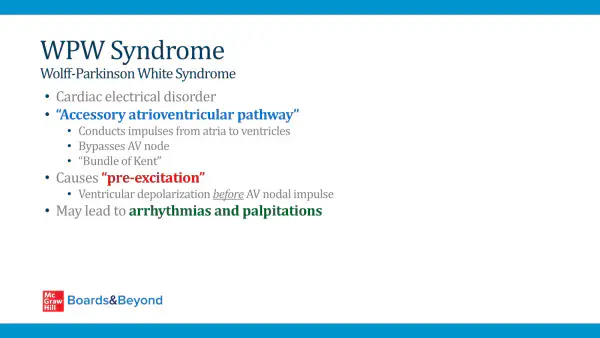 WPW Syndrome
Wolff-Parkinson White Syndrome
• Cardiac electrical disorder
• “Accessory atrioventricular pathway”
• Conducts impulses from atria to ventricles
• Bypasses AV node
• “Bundle of Kent”
• Causes “pre-excitation”
• Ventricular depolarization before AV nodal impulse
• May lead to arrhythmias and palpitations
Mc
Graw
Hill
Boards&Beyond